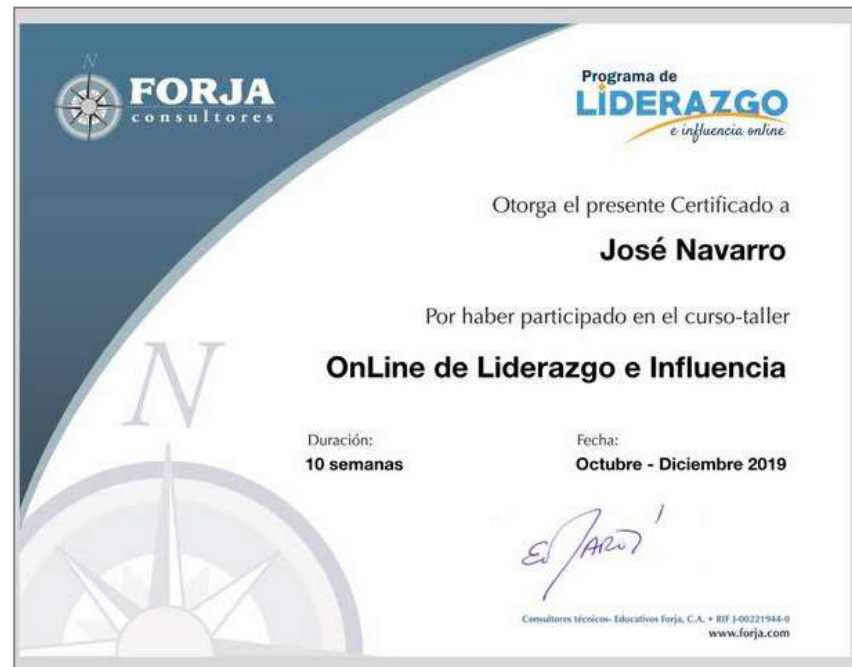 N
FORJA
consultores
Programa de
LIDERAZGO
e influencia online
Otorga el presente Certificado a
José Navarro
Por haber participado en el curso-taller
OnLine de Liderazgo e Influencia
N
Duración:
10 semanas
Fecha:
Octubre - Diciembre 2019
Consultores técnicos- Educativos Forja, C.A. • RIF J-00221944-0
www.forja.com